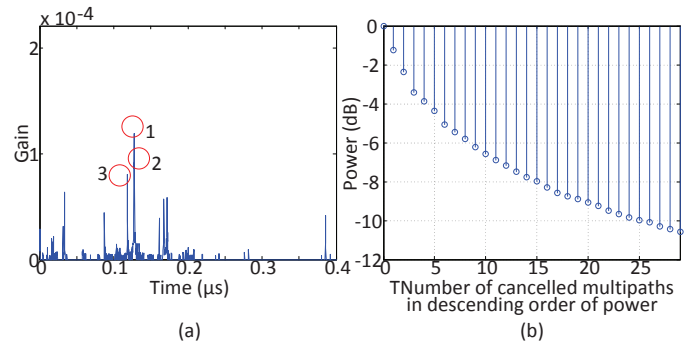 2 x 10⁻⁴
1
0
Gain
1
2
3
0
0.1
0.2
0.3
0.4
Time (μs)
(a)
0
-2
-4
-6
-8
-10
-12
Power (dB)
0
5
10
15
20
25
TNumber of cancelled multipaths
in descending order of power
(b)